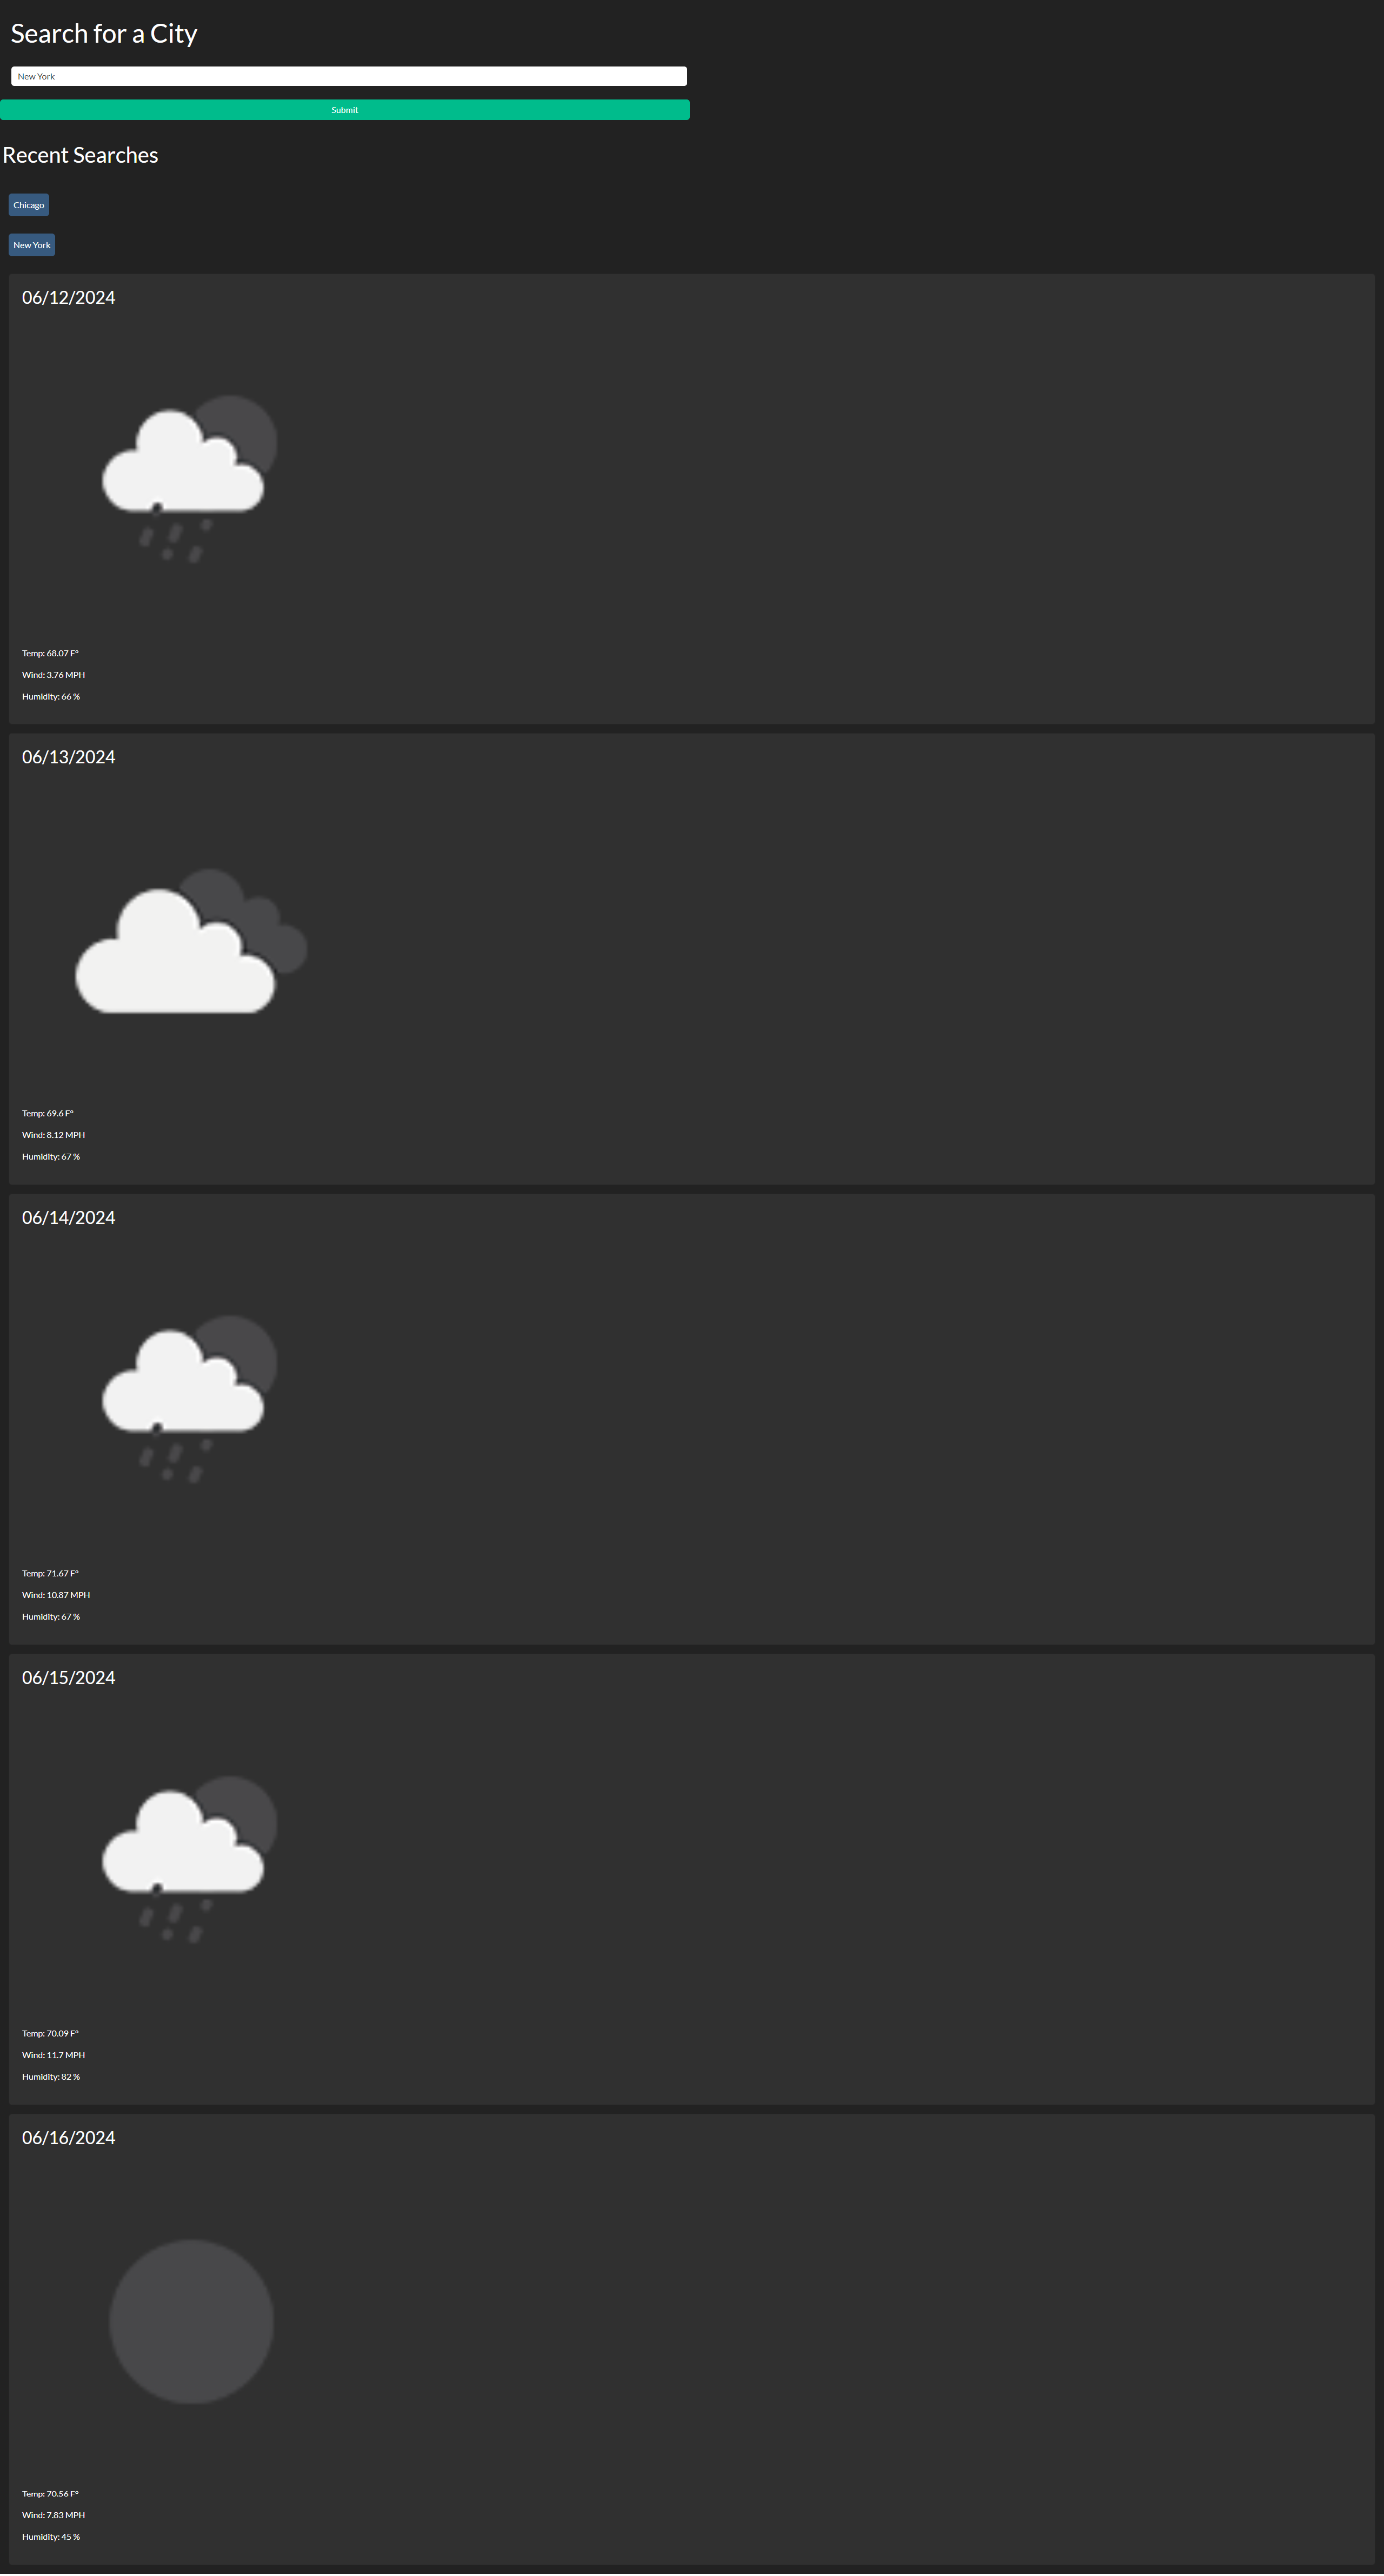 Search for a City
New York
Submit
Recent Searches
Chicago
New York
06/12/2024
Temp: 68.07 F°
Wind: 3.76 MPH
Humidity: 66 %
06/13/2024
Temp: 69.6 F°
Wind: 8.12 MPH
Humidity: 67 %
06/14/2024
Temp: 71.67 F°
Wind: 10.87 MPH
Humidity: 67 %
06/15/2024
Temp: 70.09 F°
Wind: 11.7 MPH
Humidity: 82 %
06/16/2024
Temp: 70.56 F°
Wind: 7.83 MPH
Humidity: 45 %